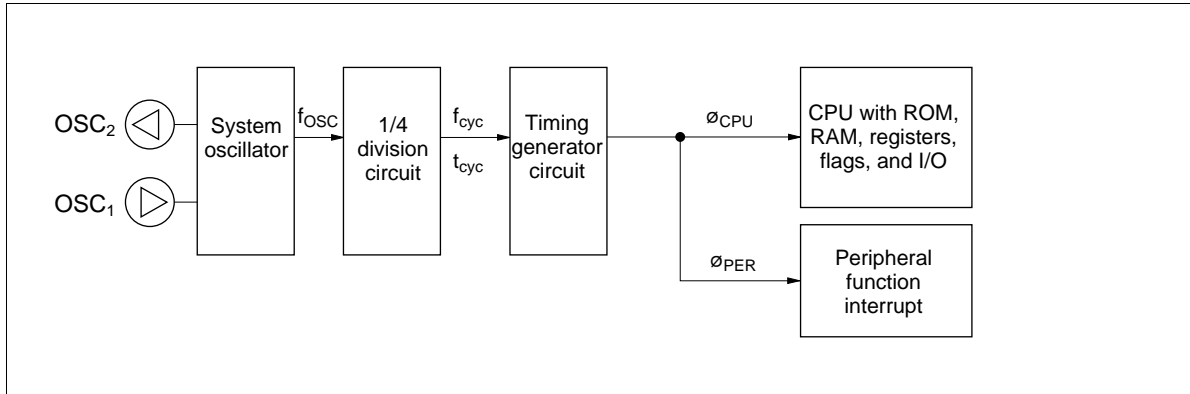 OSC₂
OSC₁
System
oscillator
fOSC
1/4
division
circuit
fcyc
tcyc
Timing
generator
circuit
øCPU
CPU with ROM,
RAM, registers,
flags, and I/O
øPER
Peripheral
function
interrupt